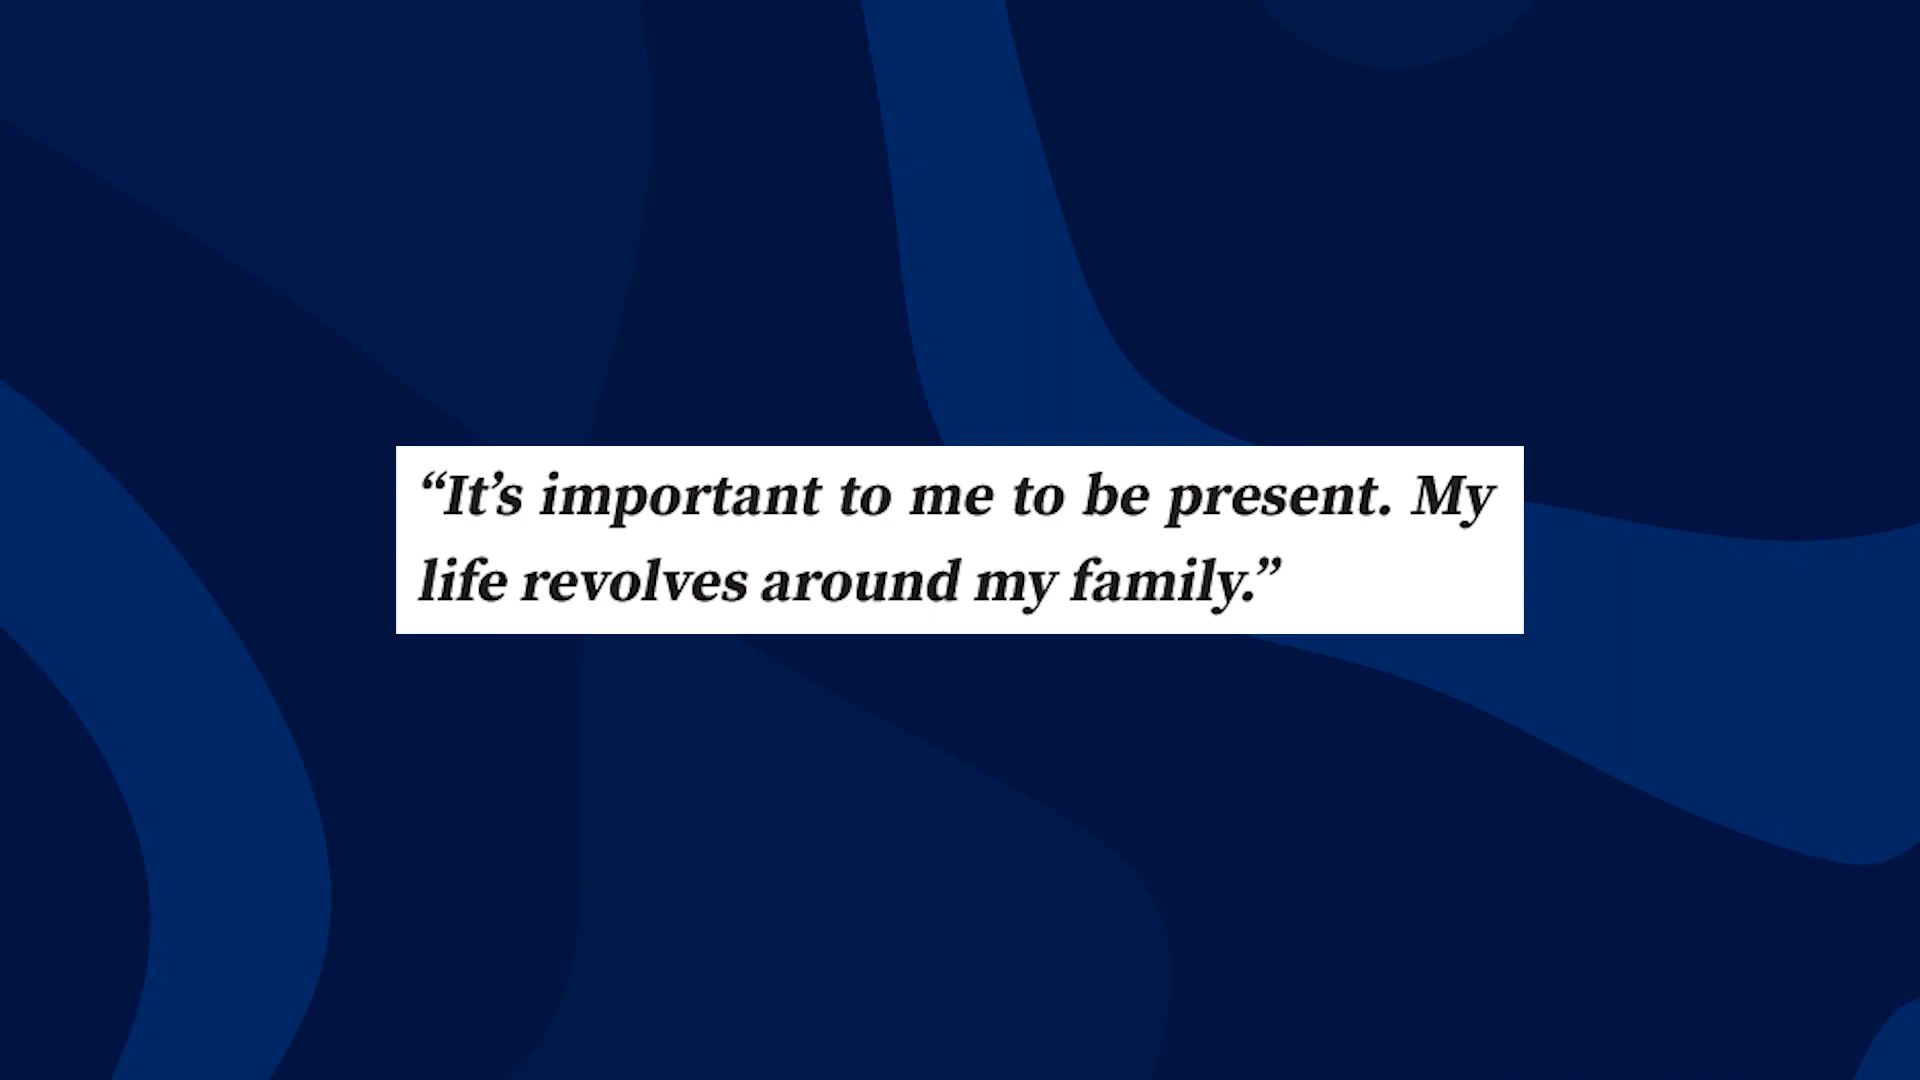 “It’s important to me to be present. My
life revolves around my family.”